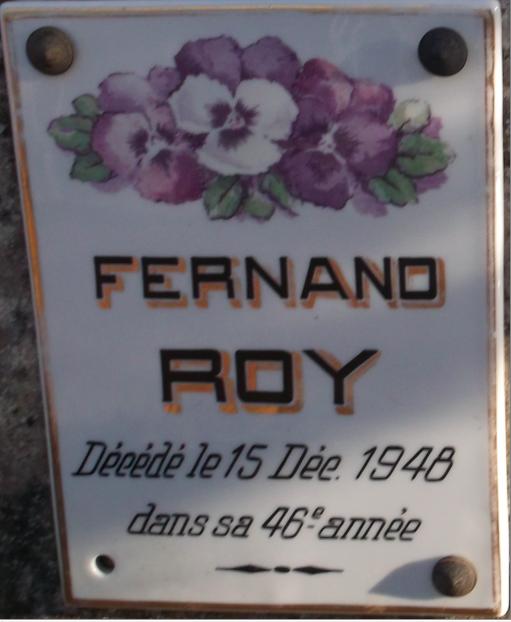 FERNAND
ROY
Décédé le 15 Déc. 1948
dans sa 46e année